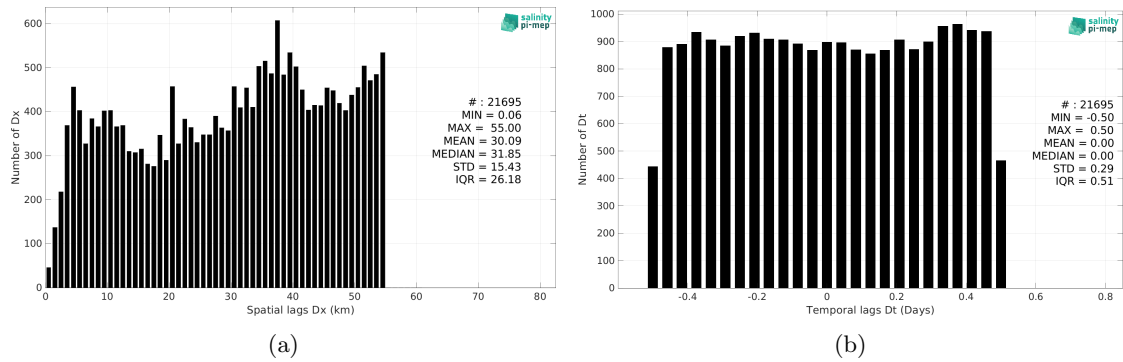 600
500
400
300
200
100
0
Number of Dx
0 10 20 30 40 50 60 70 80
Spatial lags Dx (km)
salinity
pi-mep
# : 21695
MIN = 0.06
MAX = 55.00
MEAN = 30.09
MEDIAN = 31.85
STD = 15.43
IQR = 26.18
(a)
1000
900
800
700
600
500
400
300
200
100
0
Number of Dt
-0.4 -0.2 0 0.2 0.4 0.6 0.8
Temporal lags Dt (Days)
salinity
pi-mep
# : 21695
MIN = -0.50
MAX = 0.50
MEAN = 0.00
MEDIAN = 0.00
STD = 0.29
IQR = 0.51
(b)